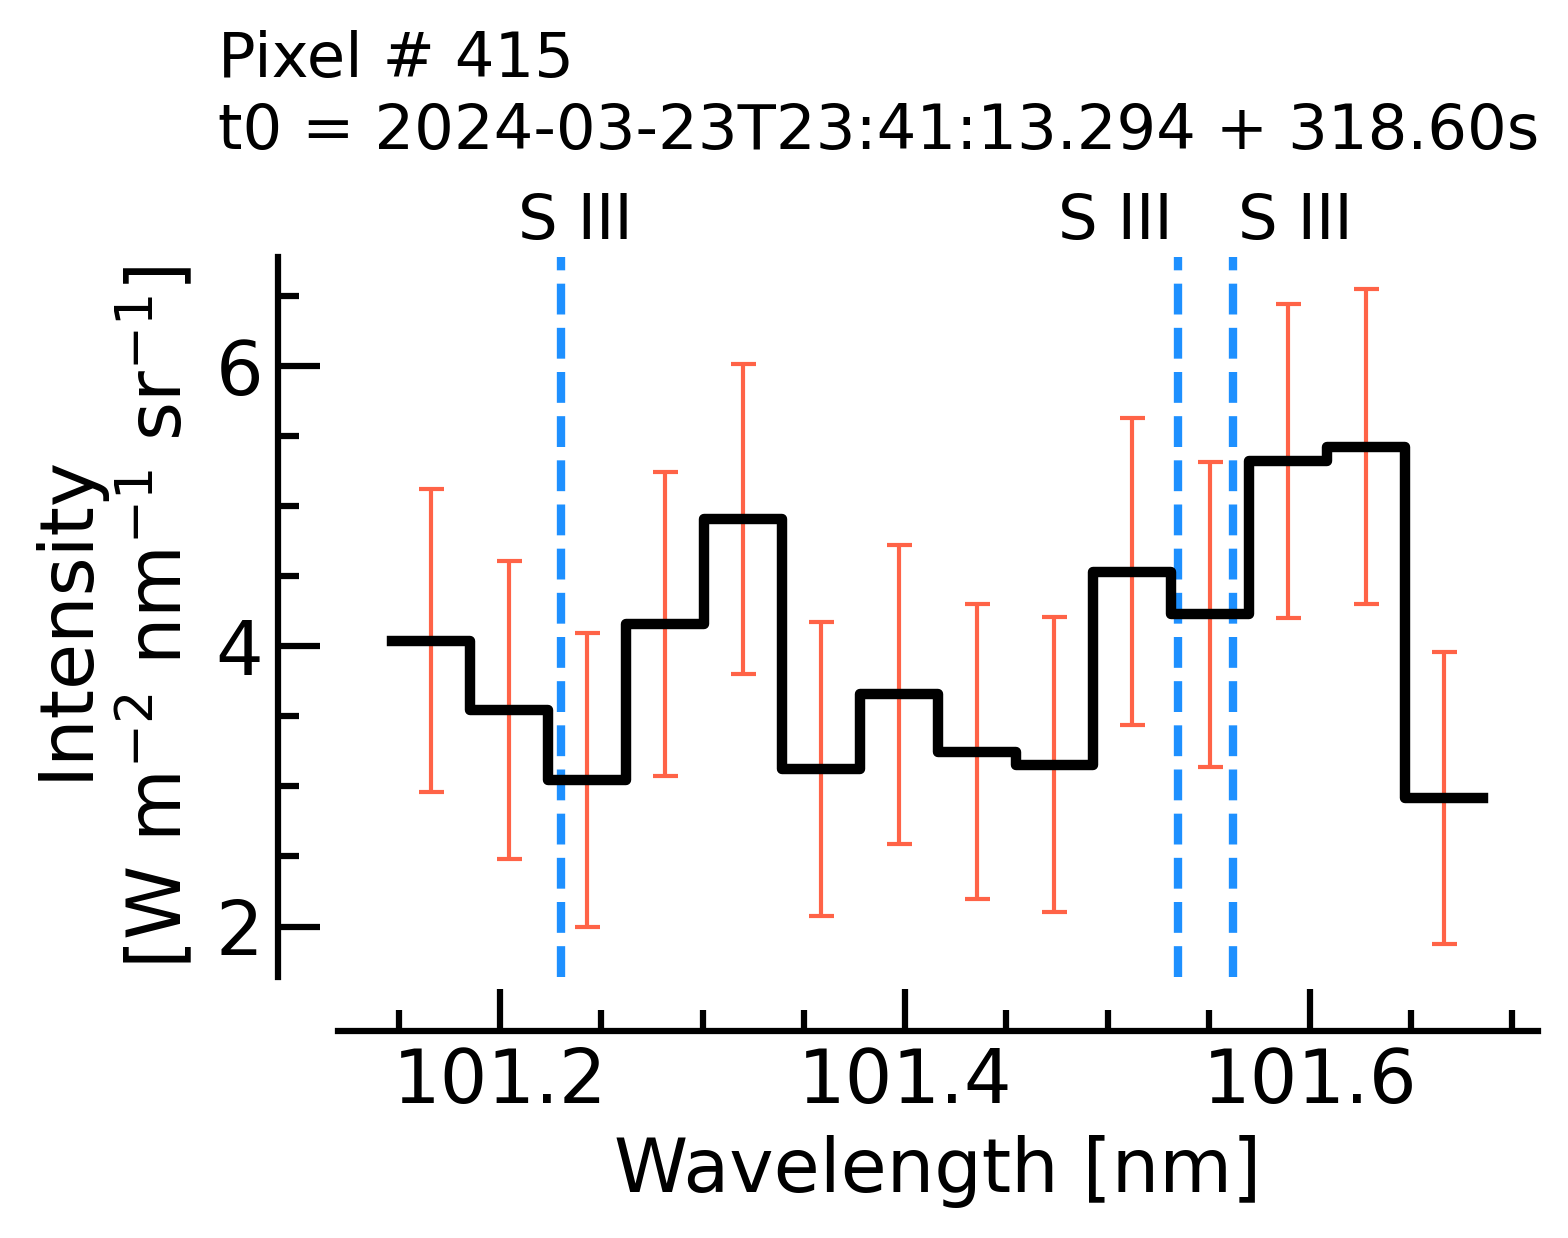 Pixel # 415
t0 = 2024-03-23T23:41:13.294 + 318.60s
S III S III S III
Intensity
[W m⁻² nm⁻¹ sr⁻¹]
6
4
2
101.2 101.4 101.6
Wavelength [nm]